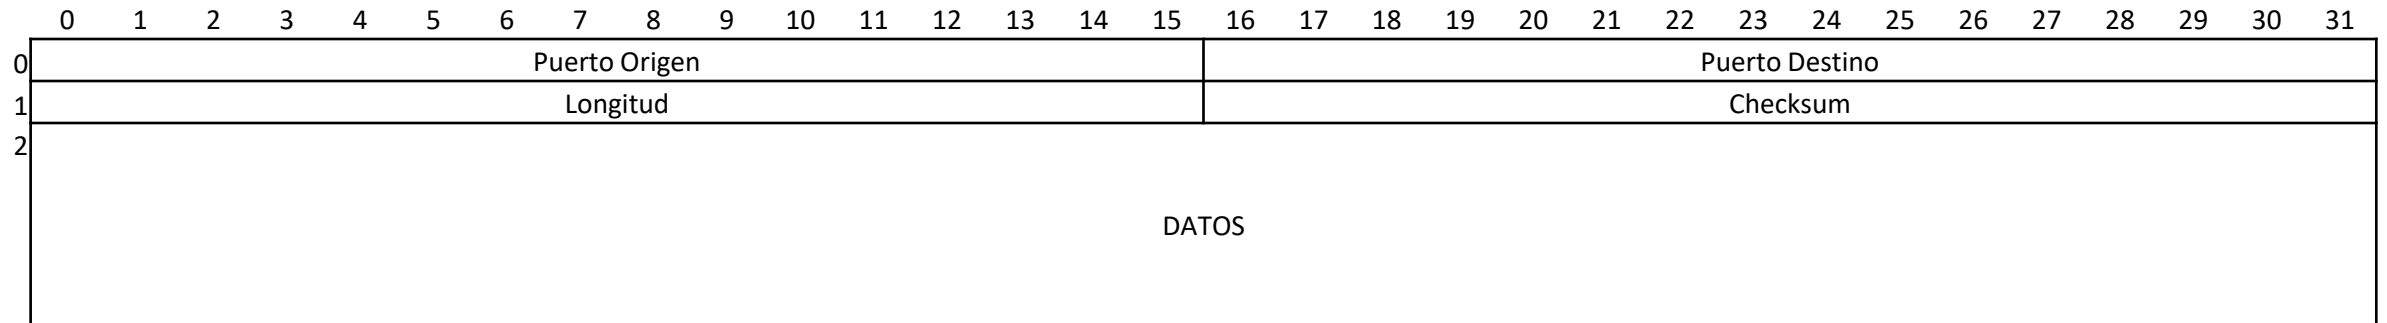 0 1 2 3 4 5 6 7 8 9 10 11 12 13 14 15 16 17 18 19 20 21 22 23 24 25 26 27 28 29 30 31
0 Puerto Origen Puerto Destino
1 Longitud Checksum
2
DATOS